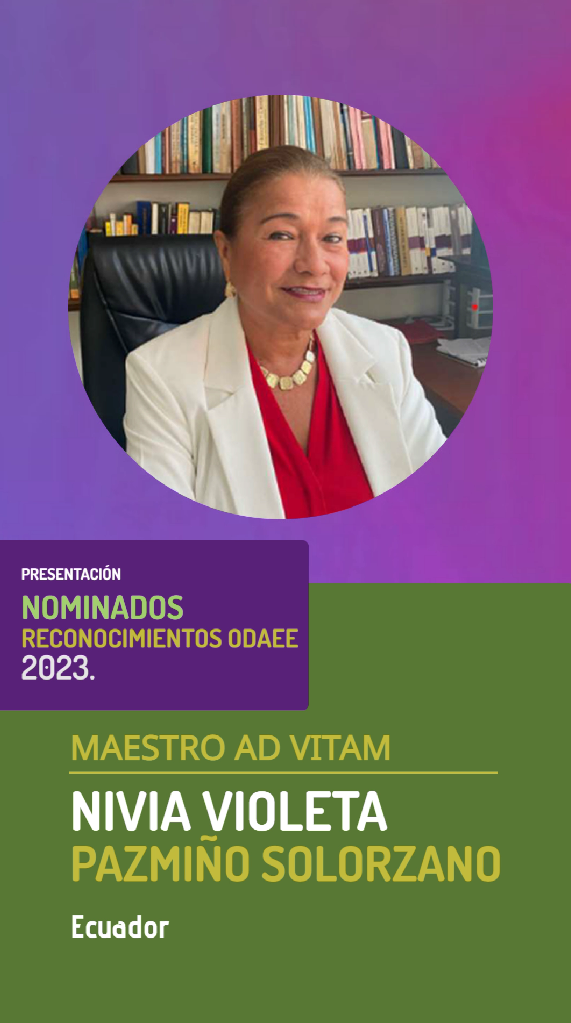 PRESENTACIÓN
NOMINADOS
RECONOCIMIENTOS ODAEE
2023.
MAESTRO AD VITAM
NIVIA VIOLETA
PAZMIÑO SOLORZANO
Ecuador